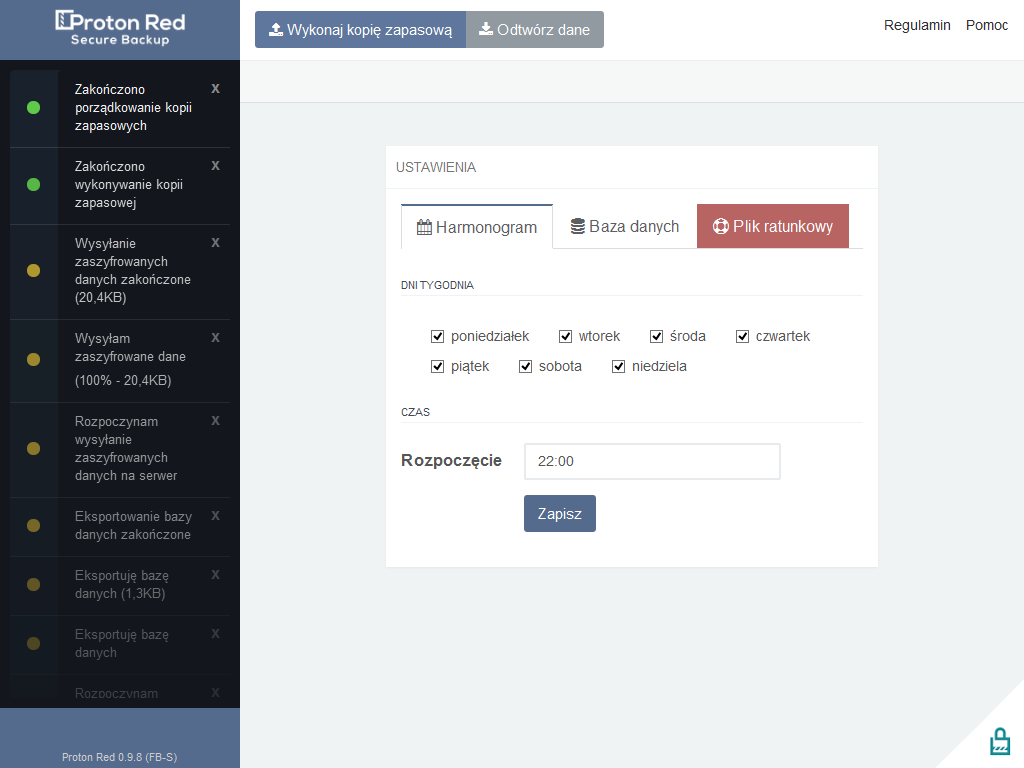 Proton Red
Secure Backup
Wykonaj kopię zapasową
Odtwórz dane
Regulamin
Pomoc
Zakończono
porządkowanie kopii
zapasowych
X
Zakończono
wykonywanie kopii
zapasowej
X
Wysyłanie
zaszyfrowanych
danych zakończone
(20,4KB)
X
Wysyłam
zaszyfrowane dane
(100% - 20,4KB)
X
Rozpoczynam
wysyłanie
zaszyfrowanych
danych na serwer
X
Eksportowanie bazy
danych zakończone
X
Eksportuję bazę
danych (1,3KB)
X
Eksportuję bazę
danych
X
Rozpoczynam
X
Proton Red 0.9.8 (FB-S)
USTAWIENIA
Harmonogram
Baza danych
Plik ratunkowy
DNI TYGODNIA
poniedziałek wtorek środa czwartek
piątek sobota niedziela
CZAS
Rozpoczęcie 22:00
Zapisz